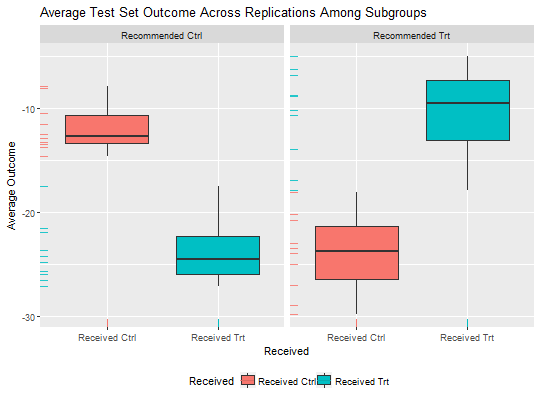 Average Test Set Outcome Across Replications Among Subgroups
Recommended Ctrl
Recommended Trt
-10
-20
-30
Average Outcome
Received Ctrl
Received Trt
Received Ctrl
Received Trt
Received
Received
Received Ctrl
Received Trt